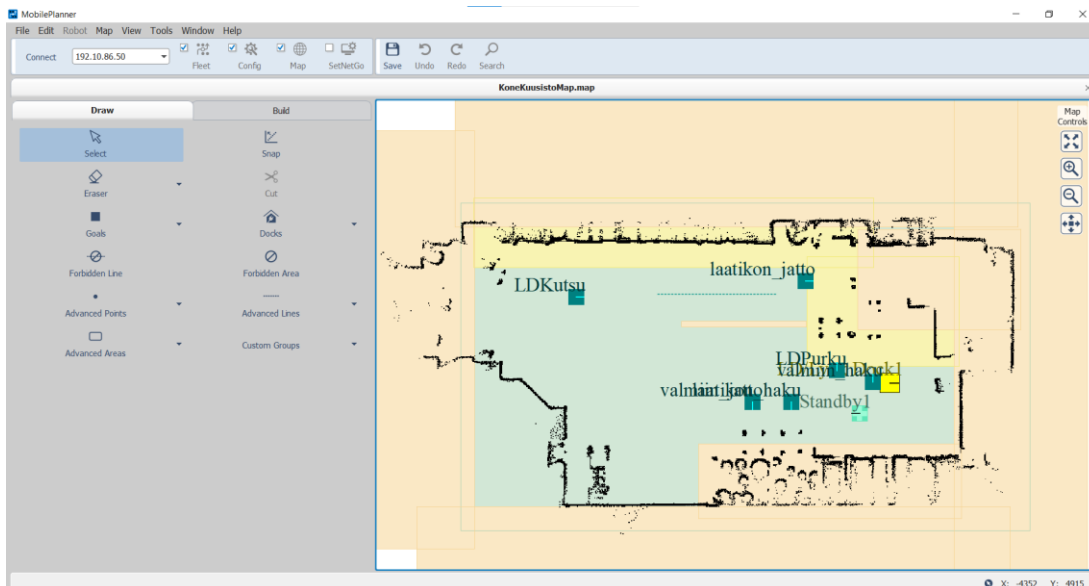 MobilePlanner
File Edit Robot Map View Tools Window Help
Connect 192.10.86.50 Fleet Config Map SetNetGo Save Undo Redo Search
KoneKuusistoMap.map
Draw Build
Select Snap
Eraser Cut
Goals Docks
Forbidden Line Forbidden Area
Advanced Points Advanced Lines
Advanced Areas Custom Groups
Map
Controls
laatikon_jatto
LDKutsu
LDPurku
Standby1
X: -4352 Y: 4915